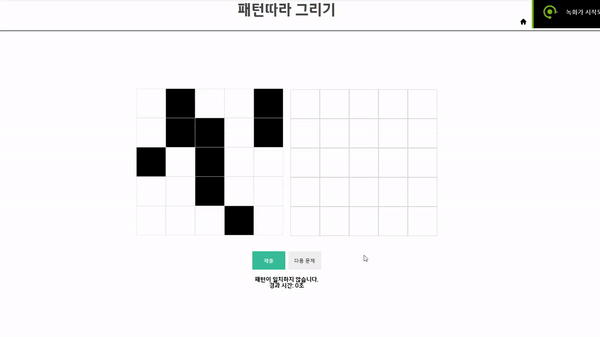 패턴따라 그리기
녹화가 시작되
제출
다음 문제
패턴이 일치하지 않습니다.
경과 시간: 0초